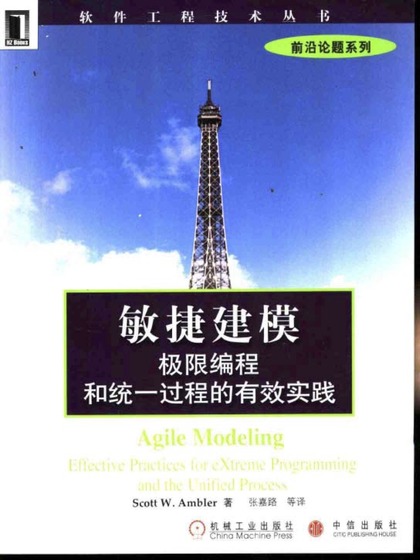 软件工程技术丛书
HZ Books
前沿论题系列
敏捷建模
极限编程
和统一过程的有效实践
Agile Modeling
Effective Practices for eXtreme Programming
and the Unified Process
Scott W. Ambler 著 张嘉路 等译
机械工业出版社
China Machine Press
中信出版社
CITIC PUBLISHING HOUSE